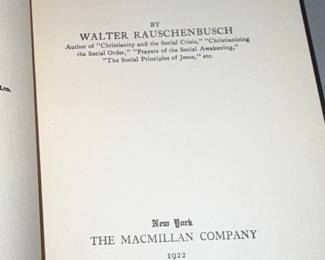 BY
WALTER RAUSCHENBUSCH
Author of "Christianity and the Social Crisis," "Christianizing
the Social Order," "Prayers of the Social Awakening,"
"The Social Principles of Jesus," etc.
New York
THE MACMILLAN COMPANY
1922